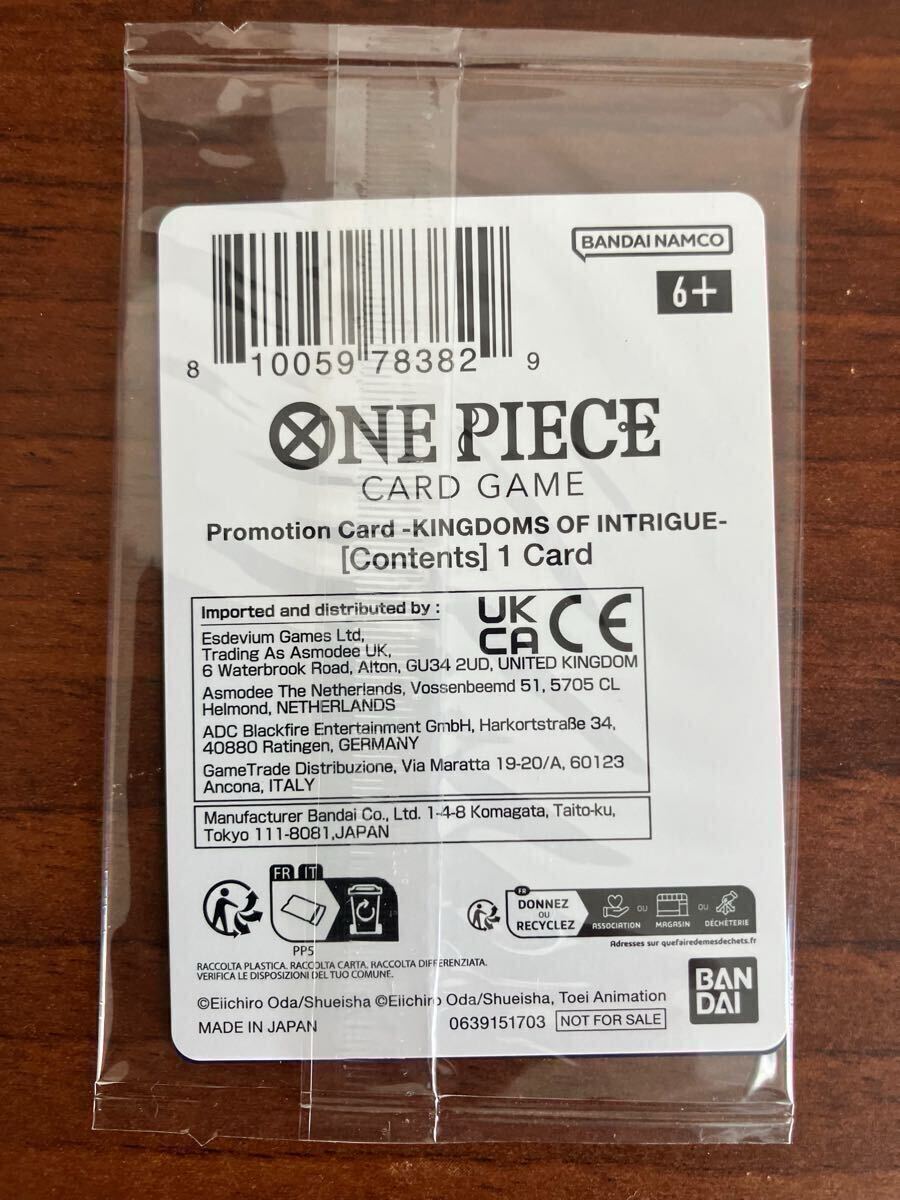 BANDAI NAMCO
6+
8 10059 78382 9
ONE PIECE
CARD GAME
Promotion Card -KINGDOMS OF INTRIGUE-
[Contents] 1 Card
Imported and distributed by :
UK
CA CE
Esdevium Games Ltd,
Trading As Asmodee UK,
6 Waterbrook Road, Alton, GU34 2UD, UNITED KINGDOM
Asmodee The Netherlands, Vossenbeemd 51, 5705 CL
Helmond, NETHERLANDS
ADC Blackfire Entertainment GmbH, Harkortstraße 34,
40880 Ratingen, GERMANY
GameTrade Distribuzione, Via Maratta 19-20/A, 60123
Ancona, ITALY
Manufacturer Bandai Co., Ltd. 1-4-8 Komagata, Taito-ku,
Tokyo 111-8081,JAPAN
FR IT
PP5
FR
DONNEZ
OU
RECYCLEZ
ASSOCIATION OU MAGASIN OU DÉCHÈTERIE
Adresses sur quefairedemesdechets.fr
RACCOLTA PLASTICA. RACCOLTA CARTA. RACCOLTA DIFFERENZIATA.
VERIFICA LE DISPOSIZIONI DEL TUO COMUNE.
©Eiichiro Oda/Shueisha ©Eiichiro Oda/Shueisha, Toei Animation
MADE IN JAPAN 0639151703 NOT FOR SALE
BAN
DAI